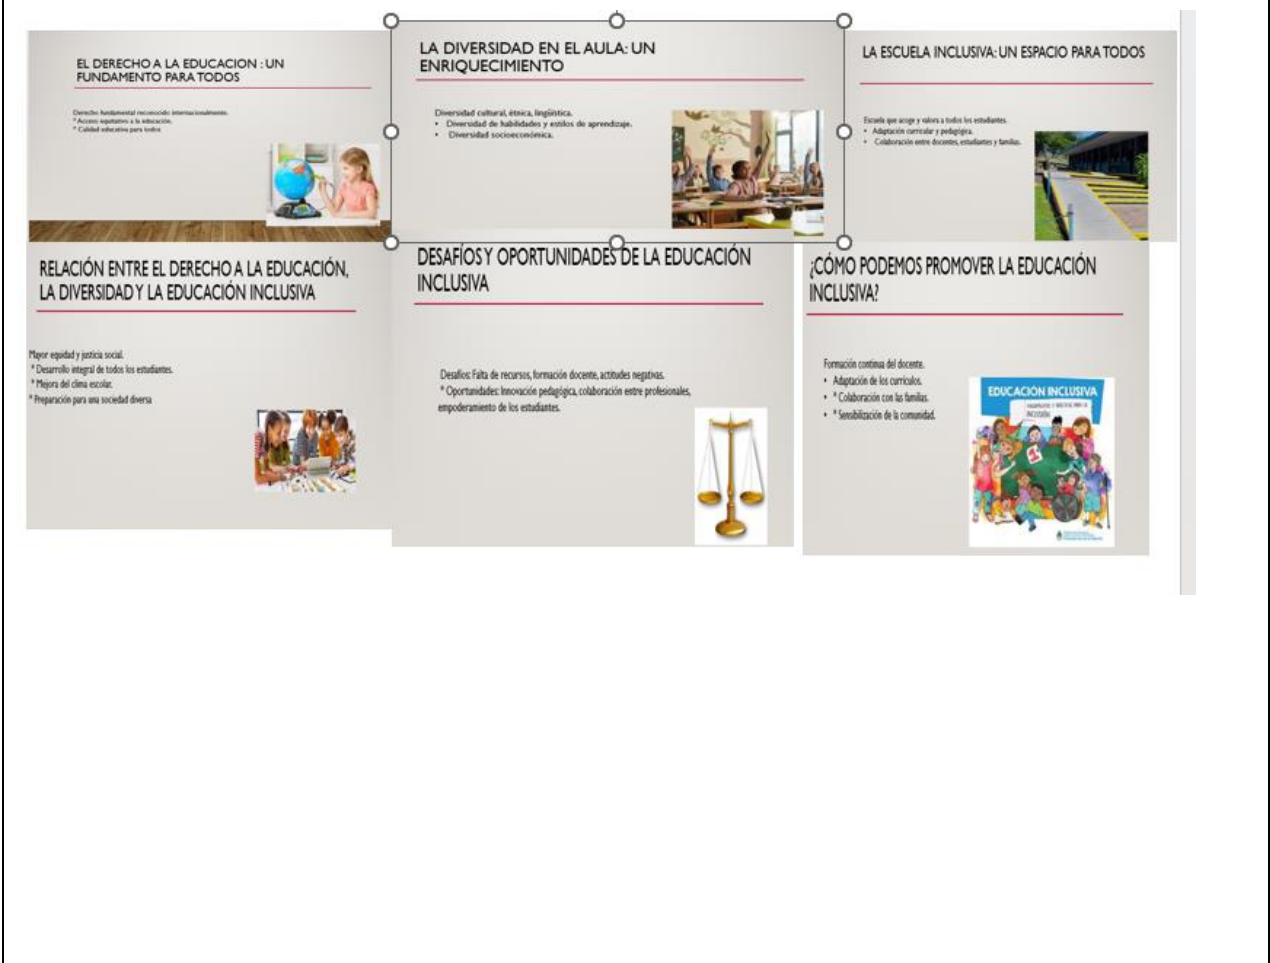 EL DERECHO A LA EDUCACION : UN
FUNDAMENTO PARA TODOS
Derecho fundamental reconocido internacionalmente.
* Acceso equitativo a la educación.
* Calidad educativa para todos
LA DIVERSIDAD EN EL AULA: UN
ENRIQUECIMIENTO
Diversidad cultural, étnica, lingüística.
• Diversidad de habilidades y estilos de aprendizaje.
• Diversidad socioeconómica.
LA ESCUELA INCLUSIVA: UN ESPACIO PARA TODOS
Escuela que acoge y valora a todos los estudiantes.
• Adaptación curricular y pedagógica.
• Colaboración entre docentes, estudiantes y familias.
RELACIÓN ENTRE EL DERECHO A LA EDUCACIÓN,
LA DIVERSIDAD Y LA EDUCACIÓN INCLUSIVA
Mayor equidad y justicia social.
* Desarrollo integral de todos los estudiantes.
* Mejora del clima escolar.
* Preparación para una sociedad diversa
DESAFÍOS Y OPORTUNIDADES DE LA EDUCACIÓN
INCLUSIVA
Desafíos: Falta de recursos, formación docente, actitudes negativas.
* Oportunidades: Innovación pedagógica, colaboración entre profesionales,
empoderamiento de los estudiantes.
¿CÓMO PODEMOS PROMOVER LA EDUCACIÓN
INCLUSIVA?
Formación continua del docente.
• Adaptación de los currículos.
• * Colaboración con las familias.
• * Sensibilización de la comunidad.
EDUCACIÓN INCLUSIVA
INCLUSIÓN